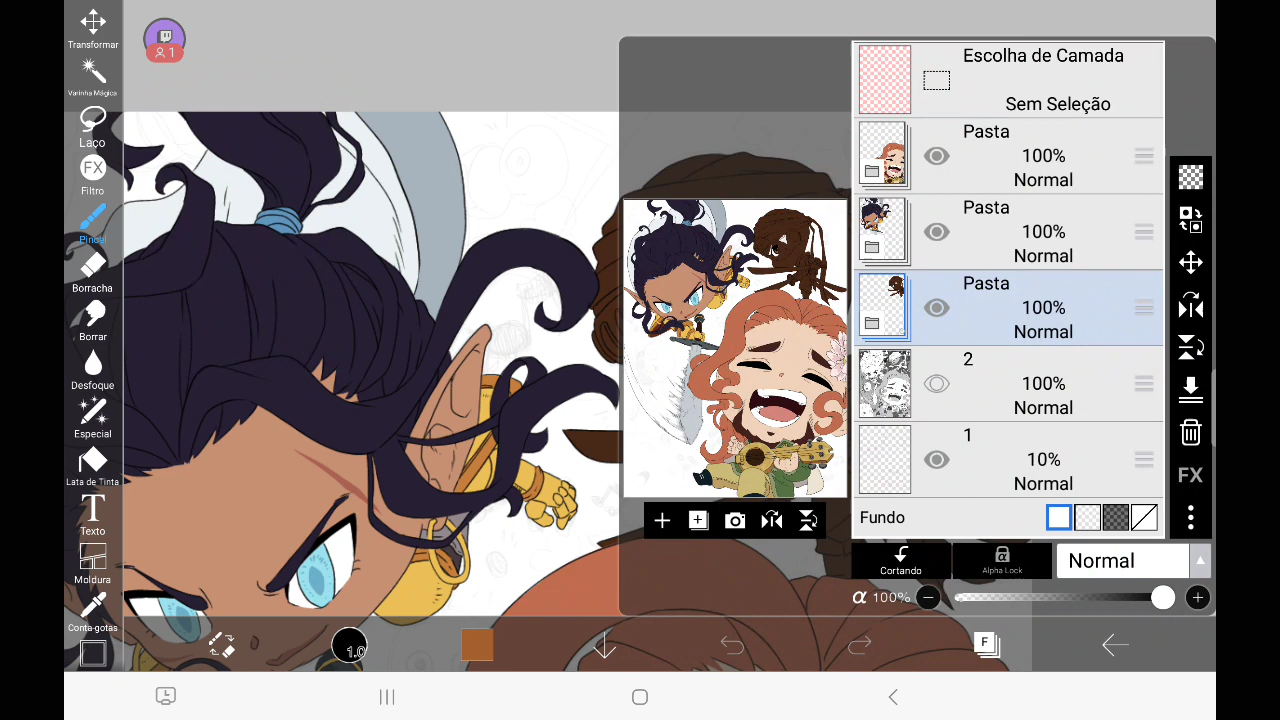 Transformar
Varinha Mágica
Laço
FX
Filtro
Pincel
Borracha
Borrar
Desfoque
Especial
Lata de Tinta
T
Texto
Moldura
Conta-gotas
1
Escolha de Camada
Sem Seleção
Pasta
100%
Normal
Pasta
100%
Normal
Pasta
100%
Normal
2
100%
Normal
1
10%
Normal
Fundo
FX
Cortando
α
Alpha Lock
Normal
α 100%
1.0
F